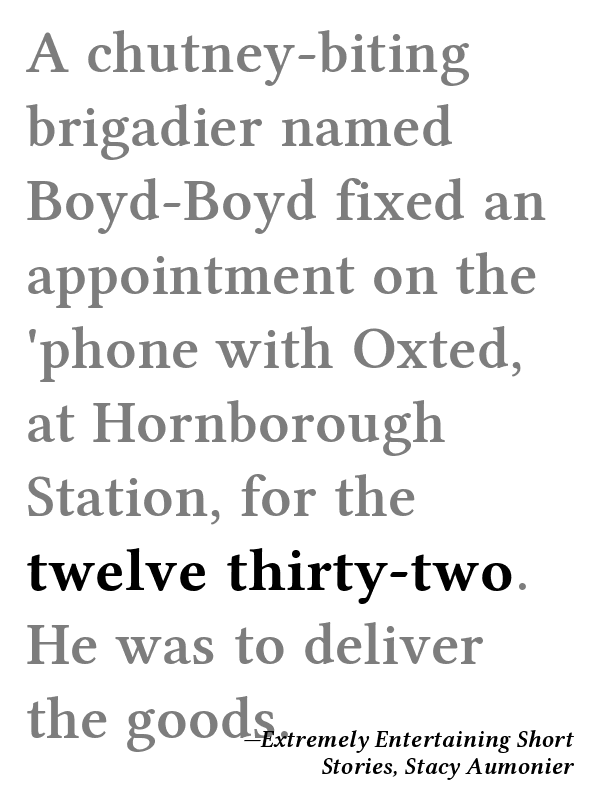 A chutney-biting
brigadier named
Boyd-Boyd fixed an
appointment on the
'phone with Oxted,
at Hornborough
Station, for the
twelve thirty-two.
He was to deliver
the goods.
—Extremely Entertaining Short
Stories, Stacy Aumonier